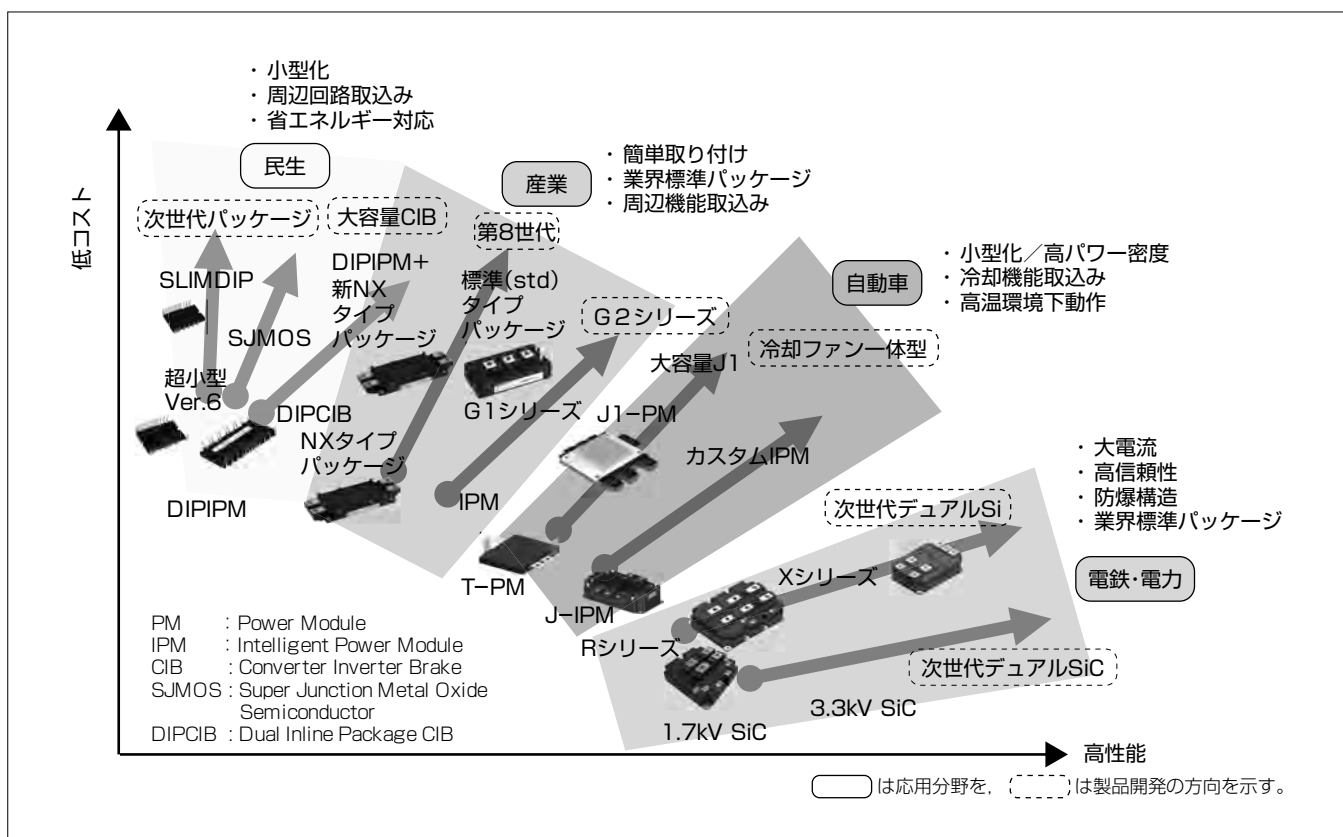 ・小型化
・周辺回路取込み
・省エネルギー対応
民生
産業
・簡単取り付け
・業界標準パッケージ
・周辺機能取込み
低コスト
次世代パッケージ
大容量CIB
第8世代
SLIMDIP
DIPIPM+
新NX
タイプ
パッケージ
標準(std)
タイプ
パッケージ
自動車
・小型化／高パワー密度
・冷却機能取込み
・高温環境下動作
G2シリーズ
SJMOS
大容量J1
冷却ファン一体型
超小型
Ver.6
DIPCIB
G1シリーズ
J1-PM
NXタイプ
パッケージ
カスタムIPM
DIPIPM
IPM
・大電流
・高信頼性
・防爆構造
・業界標準パッケージ
次世代デュアルSi
T-PM
Xシリーズ
電鉄・電力
J-IPM
Rシリーズ
次世代デュアルSiC
3.3kV SiC
1.7kV SiC
PM : Power Module
IPM : Intelligent Power Module
CIB : Converter Inverter Brake
SJMOS : Super Junction Metal Oxide
Semiconductor
DIPCIB : Dual Inline Package CIB
高性能
は応用分野を, は製品開発の方向を示す。